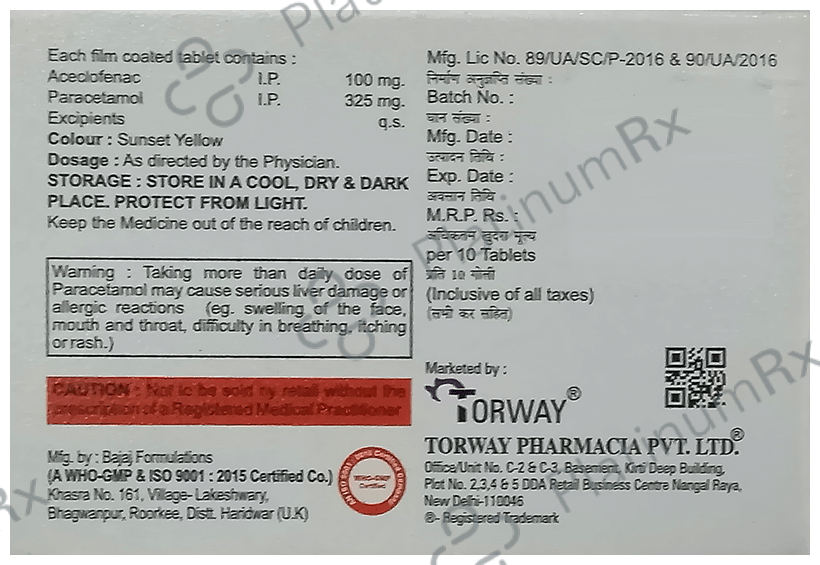 Each film coated tablet contains :
Aceclofenac I.P. 100 mg.
Paracetamol I.P. 325 mg.
Excipients q.s.
Colour : Sunset Yellow
Dosage : As directed by the Physician.
STORAGE : STORE IN A COOL, DRY & DARK
PLACE. PROTECT FROM LIGHT.
Keep the Medicine out of the reach of children.
Warning : Taking more than daily dose of
Paracetamol may cause serious liver damage or
allergic reactions (eg. swelling of the face,
mouth and throat, difficulty in breathing, itching
or rash.)
CAUTION : Not to be sold by retail without the
prescription of a Registered Medical Practitioner
Mfg. by : Bajaj Formulations
(A WHO-GMP & ISO 9001 : 2015 Certified Co.)
Khasra No. 161, Village- Lakeshwary,
Bhagwanpur, Roorkee, Distt. Haridwar (U.K)
WHO-GMP
Certified
Mfg. Lic No. 89/UA/SC/P-2016 & 90/UA/2016
निर्माण अनुज्ञप्ति संख्या :
Batch No. :
घान संख्या :
Mfg. Date :
उत्पादन तिथि :
Exp. Date :
अवसान तिथि :
M.R.P. Rs. :
अधिकतम खुदरा मूल्य
per 10 Tablets
प्रति 10 गोली
(Inclusive of all taxes)
(सभी कर सहित)
Marketed by :
TORWAY®
TORWAY PHARMACIA PVT. LTD.®
Office/Unit No. C-2 & C-3, Basement, Kirti Deep Building,
Plot No. 2,3,4 & 5 DDA Retail Business Centre Nangal Raya,
New Delhi-110046
®- Registered Trademark
PlatinumRx
PlatinumRx
PlatinumRx